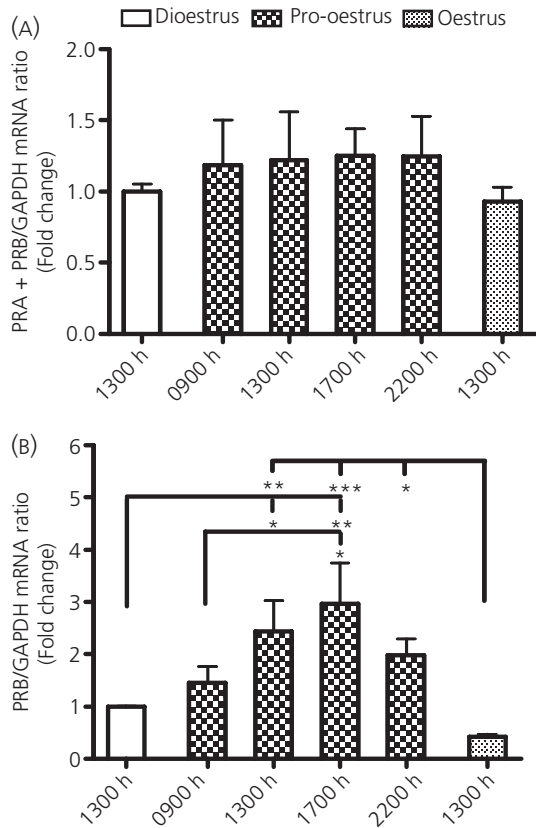 (A)
Dioestrus Pro-oestrus Oestrus
PRA + PRB/GAPDH mRNA ratio
(Fold change)
2.0
1.5
1.0
0.5
0.0
1300 h 0900 h 1300 h 1700 h 2200 h 1300 h
(B)
PRB/GAPDH mRNA ratio
(Fold change)
6
5
4
3
2
1
0
** *** *
* **
*
1300 h 0900 h 1300 h 1700 h 2200 h 1300 h